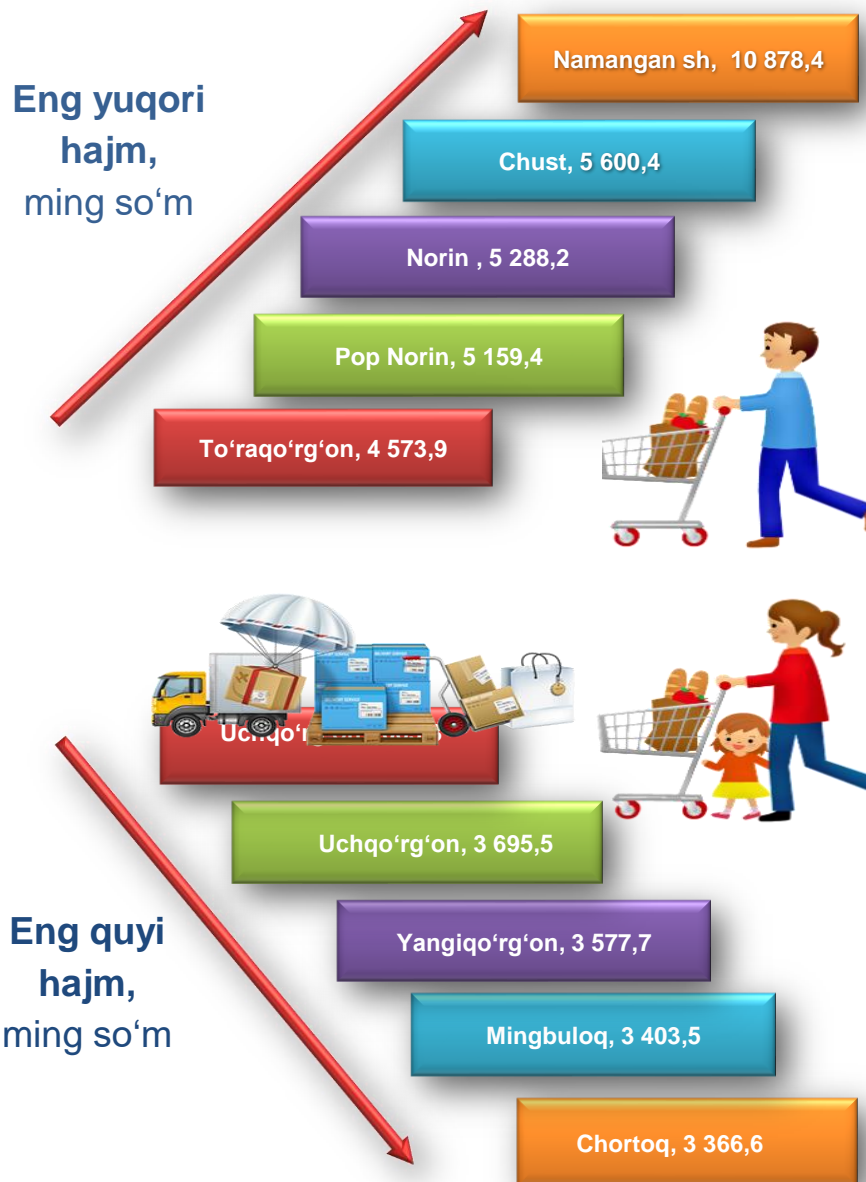 Namangan sh, 10 878,4
Eng yuqori
hajm,
ming so‘m
Chust, 5 600,4
Norin , 5 288,2
Pop Norin, 5 159,4
To‘raqo‘rg‘on, 4 573,9
Uchqo‘rg‘on, 3 695,5
Yangiqo‘rg‘on, 3 577,7
Eng quyi
hajm,
ming so‘m
Mingbuloq, 3 403,5
Chortoq, 3 366,6